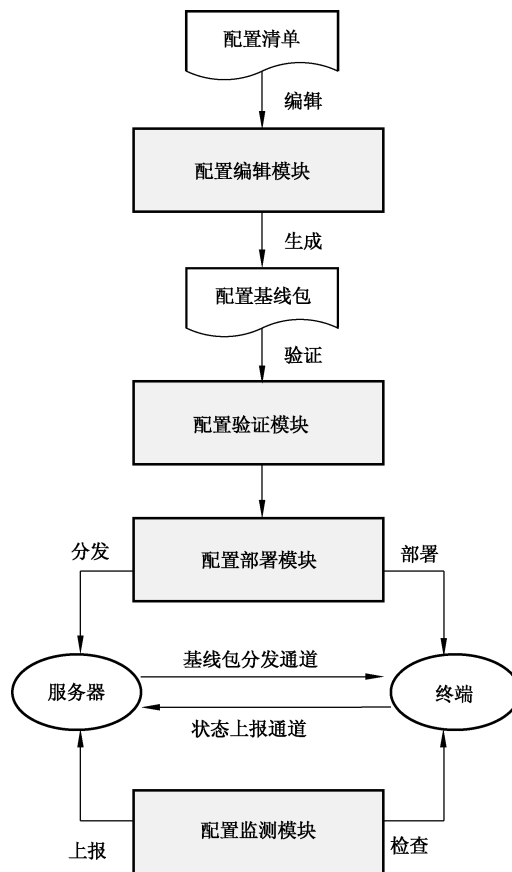 配置清单
编辑
配置编辑模块
生成
配置基线包
验证
配置验证模块
配置部署模块
分发
部署
基线包分发通道
服务器
终端
状态上报通道
配置监测模块
上报
检查